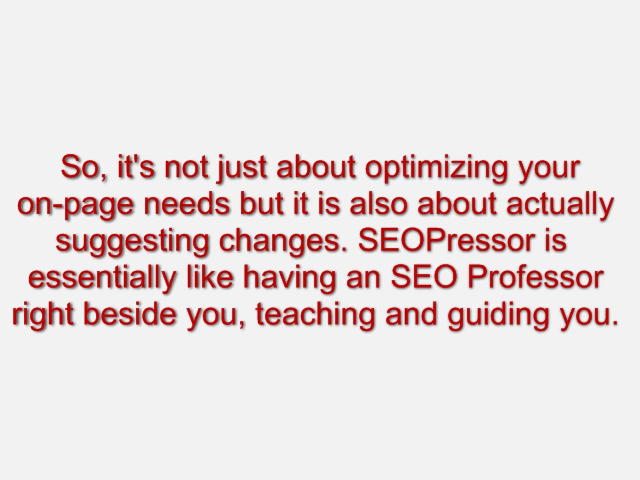 So, it's not just about optimizing your
on-page needs but it is also about actually
suggesting changes. SEOPressor is
essentially like having an SEO Professor
right beside you, teaching and guiding you.